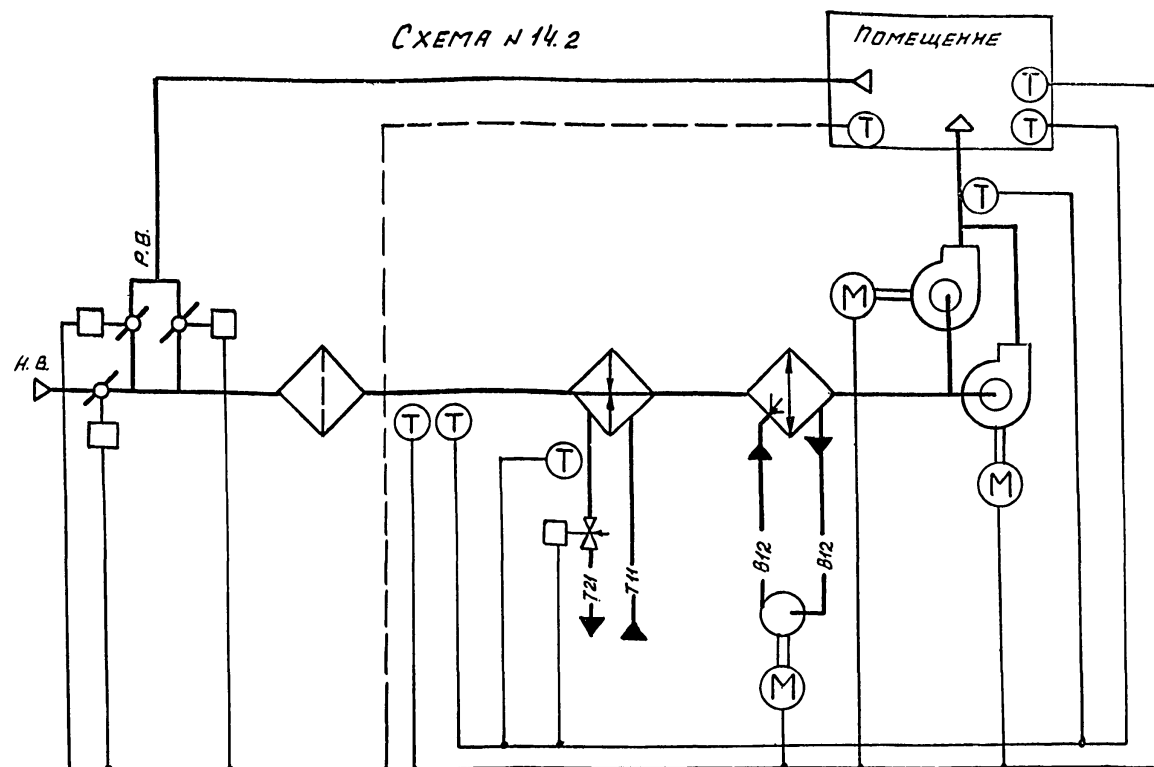 Схема N 14.2
Помещение
Т
Т
Т
Т
Р.В.
М
Н.В.
Т
Т
Т
М
Т21
Т11
В12
В12
М